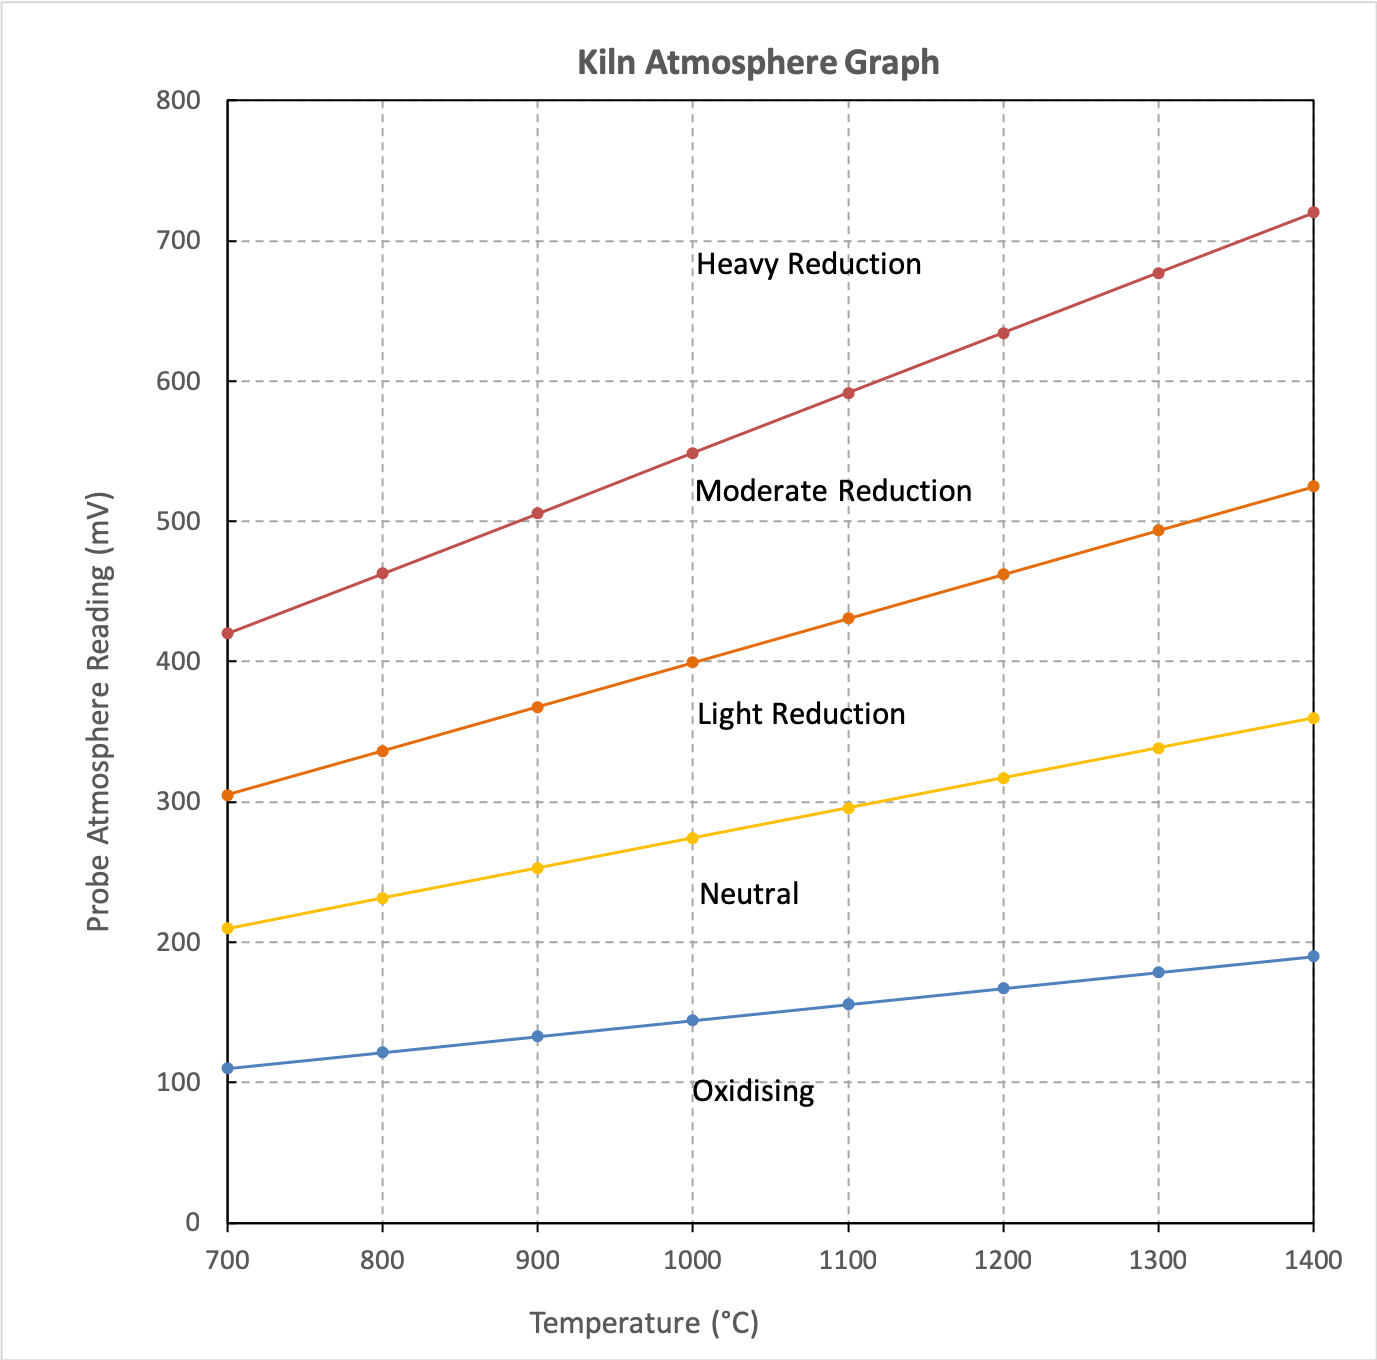 Kiln Atmosphere Graph
800
700
Heavy Reduction
600
Moderate Reduction
500
Probe Atmosphere Reading (mV)
400
Light Reduction
300
Neutral
200
100
Oxidising
0
700 800 900 1000 1100 1200 1300 1400
Temperature (°C)